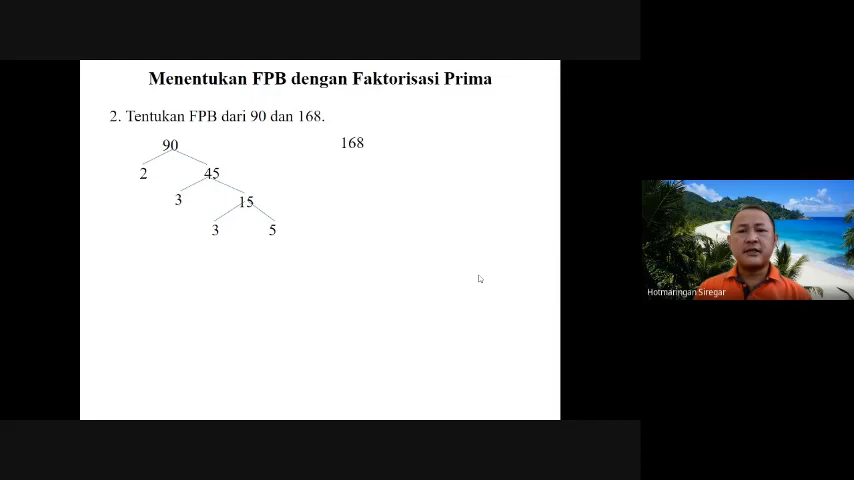 Menentukan FPB dengan Faktorisasi Prima
2. Tentukan FPB dari 90 dan 168.
90 168
2 45
3 15
3 5
Hotmaringan Siregar